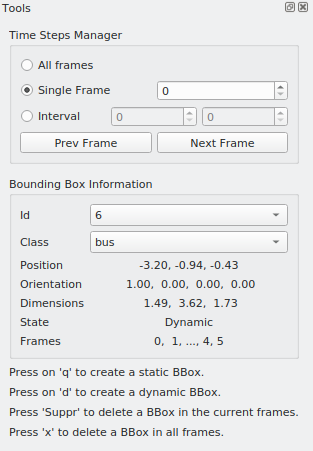 Tools
Time Steps Manager
All frames
Single Frame 0
Interval 0 0
Prev Frame Next Frame
Bounding Box Information
Id 6
Class bus
Position -3.20, -0.94, -0.43
Orientation 1.00, 0.00, 0.00, 0.00
Dimensions 1.49, 3.62, 1.73
State Dynamic
Frames 0, 1, ..., 4, 5
Press on 'q' to create a static BBox.
Press on 'd' to create a dynamic BBox.
Press 'Suppr' to delete a BBox in the current frames.
Press 'x' to delete a BBox in all frames.